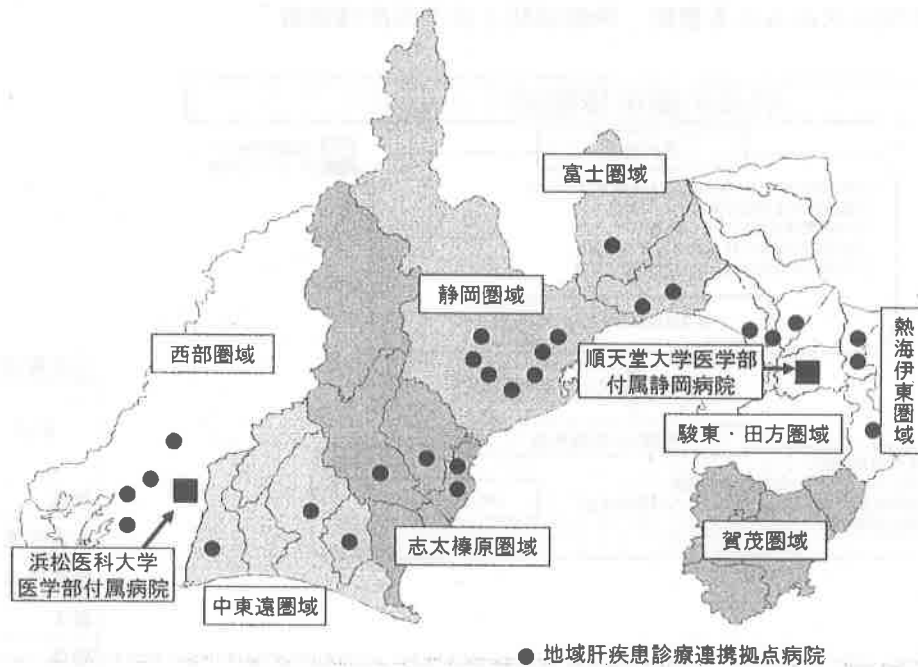 富士圏域
静岡圏域
西部圏域
順天堂大学医学部
付属静岡病院
熱海伊東圏域
駿東・田方圏域
賀茂圏域
志太榛原圏域
浜松医科大学
医学部付属病院
中東遠圏域
●地域肝疾患診療連携拠点病院